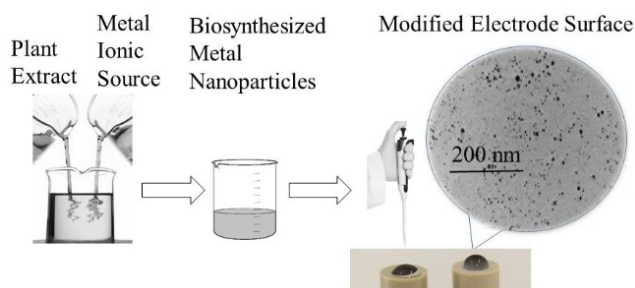 Plant
Extract
Metal
Ionic
Source
Biosynthesized
Metal
Nanoparticles
Modified Electrode Surface
200 nm